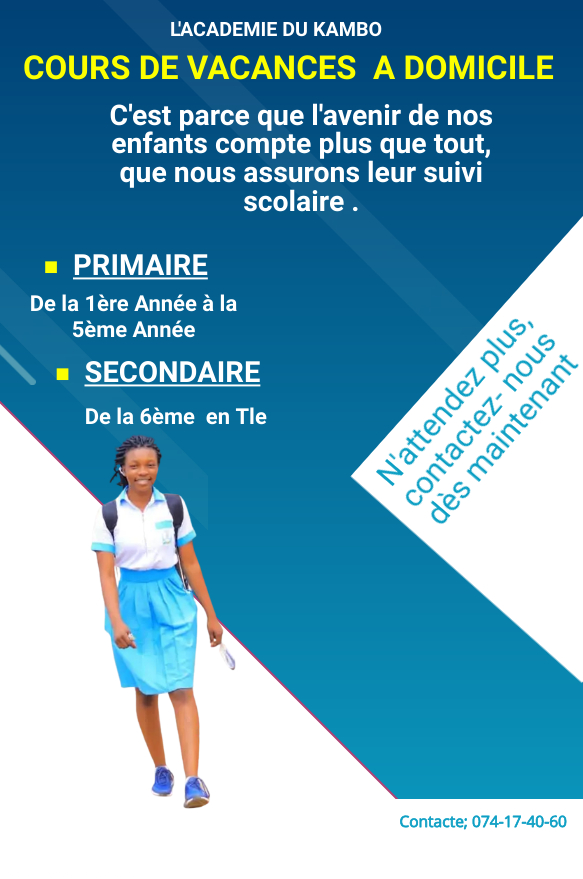 L'ACADEMIE DU KAMBO
COURS DE VACANCES  A DOMICILE
C'est parce que l'avenir de nos
enfants compte plus que tout,
que nous assurons leur suivi
scolaire .
PRIMAIRE
De la 1ère Année à la
5ème Année
SECONDAIRE
De la 6ème  en Tle
N'attendez plus,
contactez- nous
dès maintenant
Contacte; 074-17-40-60